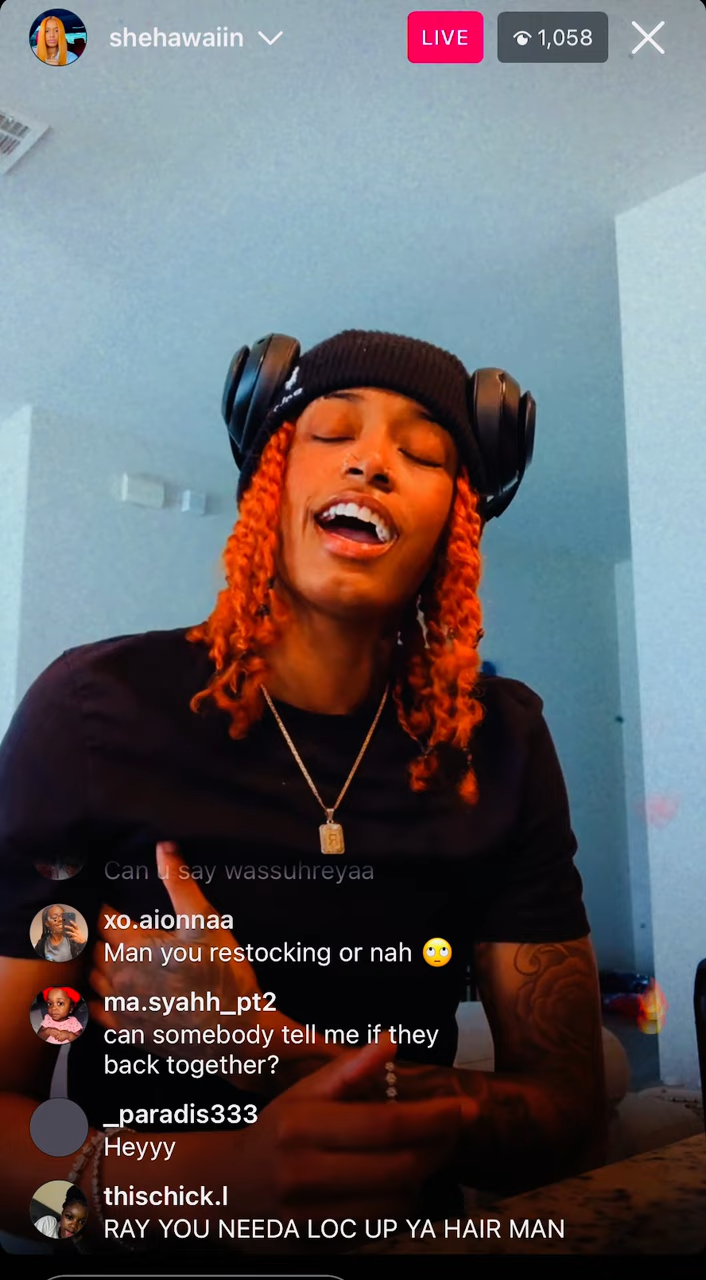 shehawaiin
LIVE
1,058
Can u say wassuhreyaa
xo.aionnaa
Man you restocking or nah 🙄
ma.syahh_pt2
can somebody tell me if they
back together?
_paradis333
Heyyy
thischick.l
RAY YOU NEEDA LOC UP YA HAIR MAN